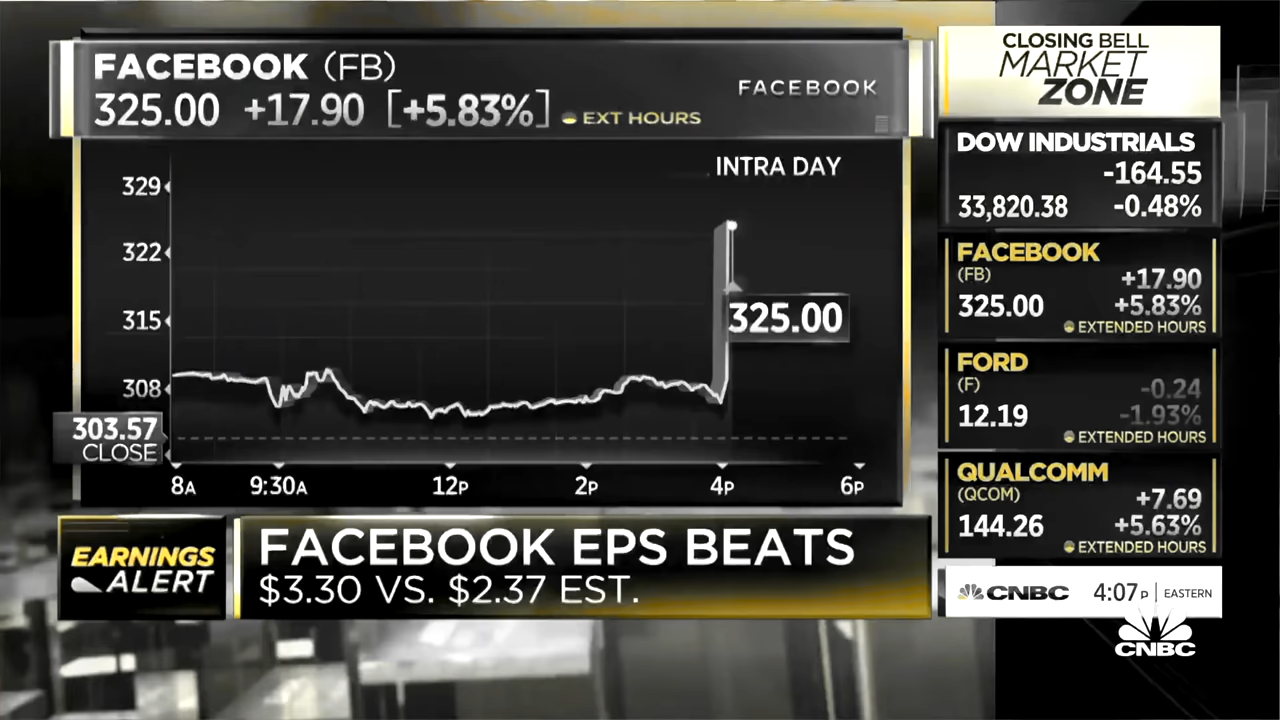 FACEBOOK (FB)
325.00 +17.90 [+5.83%] EXT HOURS
FACEBOOK
INTRA DAY
329
322
315
308
325.00
303.57
CLOSE
8A 9:30A 12P 2P 4P 6P
EARNINGS
ALERT
FACEBOOK EPS BEATS
$3.30 VS. $2.37 EST.
CLOSING BELL
MARKET
ZONE
DOW INDUSTRIALS
-164.55
33,820.38 -0.48%
FACEBOOK
(FB) +17.90
325.00 +5.83%
EXTENDED HOURS
FORD
(F) -0.24
12.19 -1.93%
EXTENDED HOURS
QUALCOMM
(QCOM) +7.69
144.26 +5.63%
EXTENDED HOURS
CNBC 4:07P EASTERN
CNBC